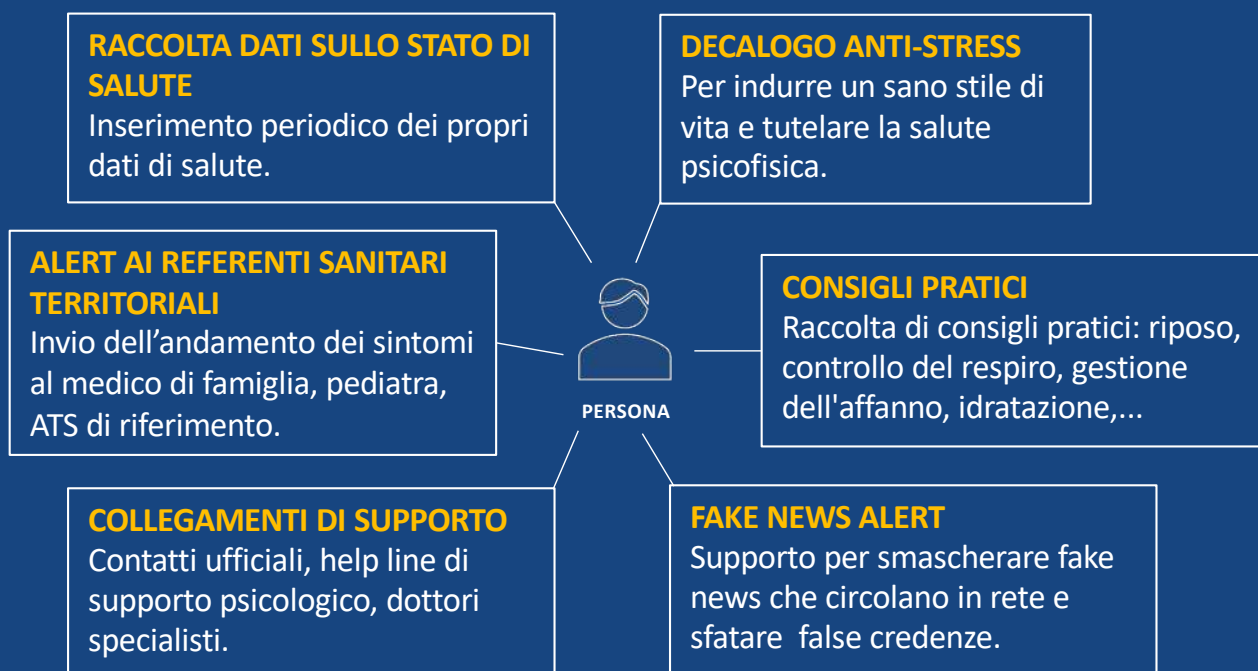 RACCOLTA DATI SULLO STATO DI
SALUTE
Inserimento periodico dei propri
dati di salute.
DECALOGO ANTI-STRESS
Per indurre un sano stile di
vita e tutelare la salute
psicofisica.
ALERT AI REFERENTI SANITARI
TERRITORIALI
Invio dell’andamento dei sintomi
al medico di famiglia, pediatra,
ATS di riferimento.
PERSONA
CONSIGLI PRATICI
Raccolta di consigli pratici: riposo,
controllo del respiro, gestione
dell'affanno, idratazione,...
COLLEGAMENTI DI SUPPORTO
Contatti ufficiali, help line di
supporto psicologico, dottori
specialisti.
FAKE NEWS ALERT
Supporto per smascherare fake
news che circolano in rete e
sfatare  false credenze.